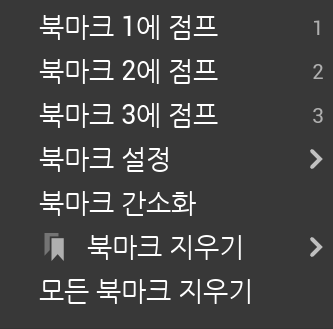 북마크 1에 점프 1
북마크 2에 점프 2
북마크 3에 점프 3
북마크 설정
북마크 간소화
북마크 지우기
모든 북마크 지우기